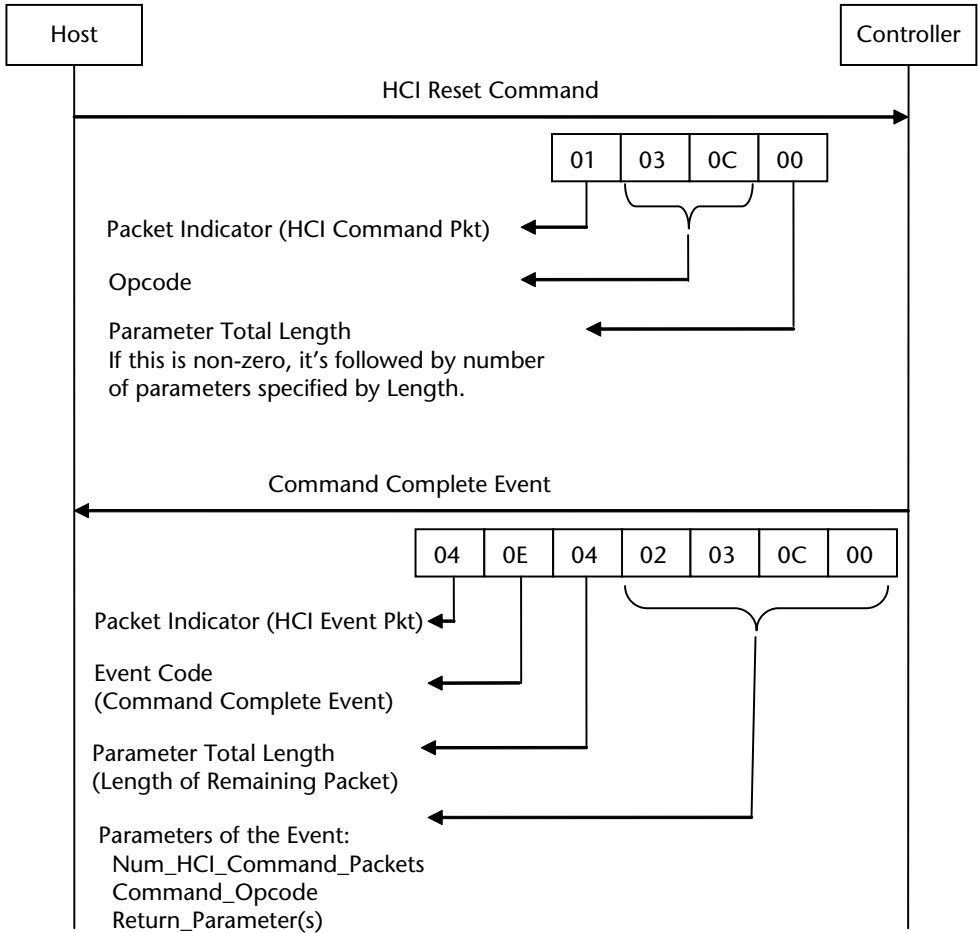 Host
Controller
HCI Reset Command
01 03 0C 00
Packet Indicator (HCI Command Pkt)
Opcode
Parameter Total Length
If this is non-zero, it’s followed by number
of parameters specified by Length.
Command Complete Event
04 0E 04 02 03 0C 00
Packet Indicator (HCI Event Pkt)
Event Code
(Command Complete Event)
Parameter Total Length
(Length of Remaining Packet)
Parameters of the Event:
Num_HCI_Command_Packets
Command_Opcode
Return_Parameter(s)